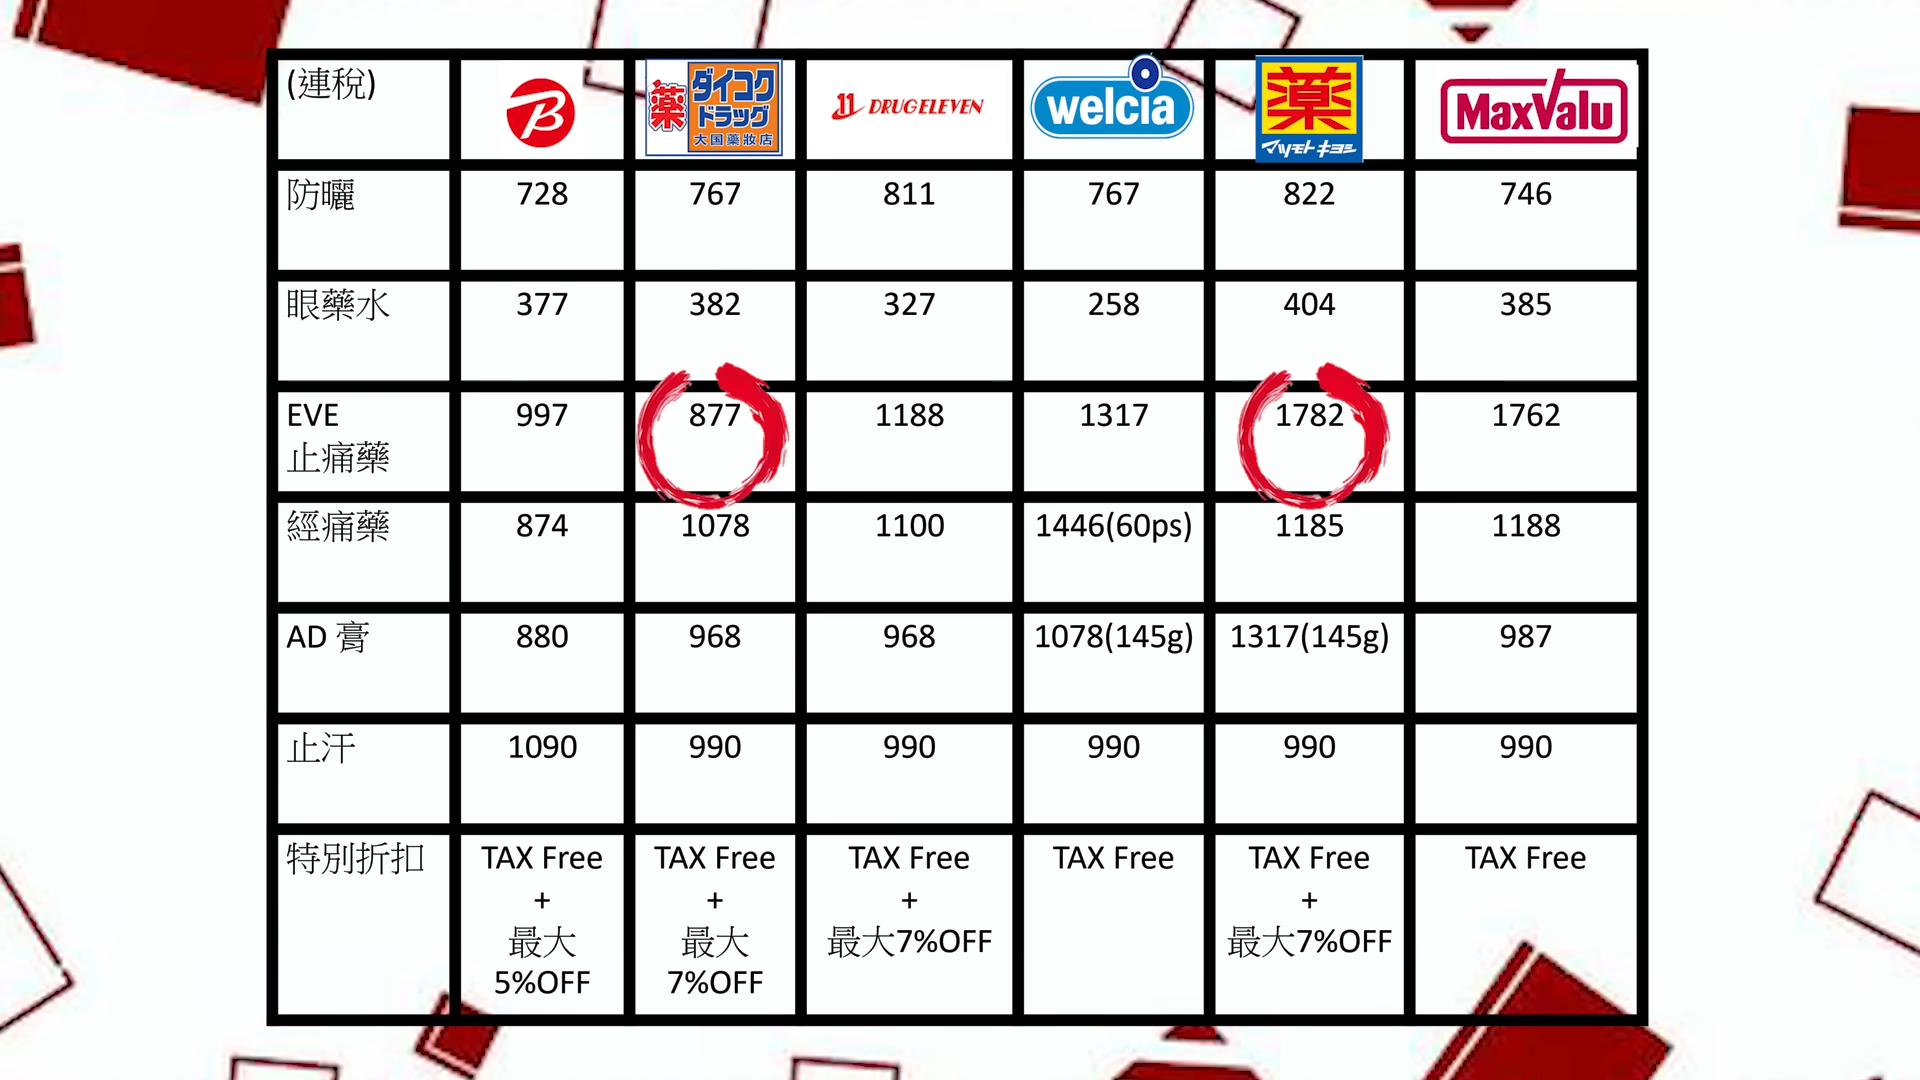 (連稅)
B
薬
ダイコク
ドラッグ
大国藥妝店
11 DRUGELEVEN
welcia
薬
マツモトキヨシ
MaxValu
防曬 728 767 811 767 822 746
眼藥水 377 382 327 258 404 385
EVE
止痛藥 997 877 1188 1317 1782 1762
經痛藥 874 1078 1100 1446(60ps) 1185 1188
AD 膏 880 968 968 1078(145g) 1317(145g) 987
止汗 1090 990 990 990 990 990
特別折扣
TAX Free
+
最大
5%OFF
TAX Free
+
最大
7%OFF
TAX Free
+
最大7%OFF
TAX Free
TAX Free
+
最大7%OFF
TAX Free